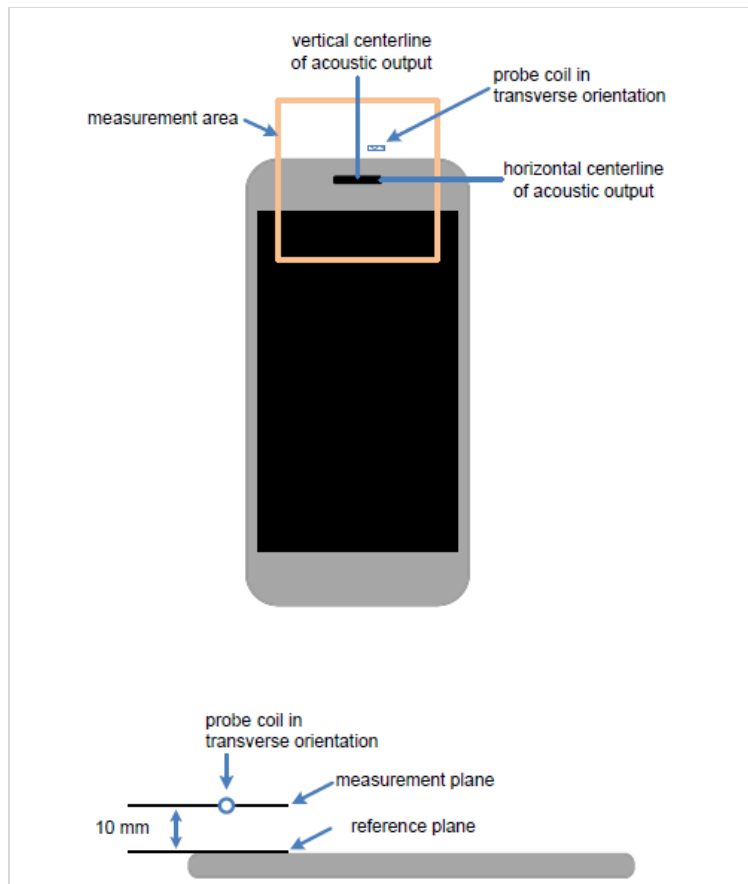 vertical centerline
of acoustic output
probe coil in
transverse orientation
measurement area
horizontal centerline
of acoustic output
probe coil in
transverse orientation
measurement plane
10 mm
reference plane